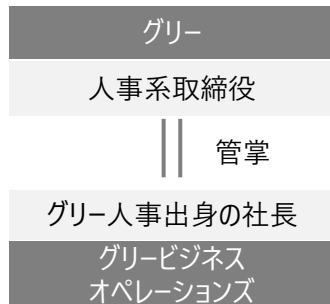 グリー
人事系取締役
管掌
グリー人事出身の社長
グリービジネス
オペレーションズ